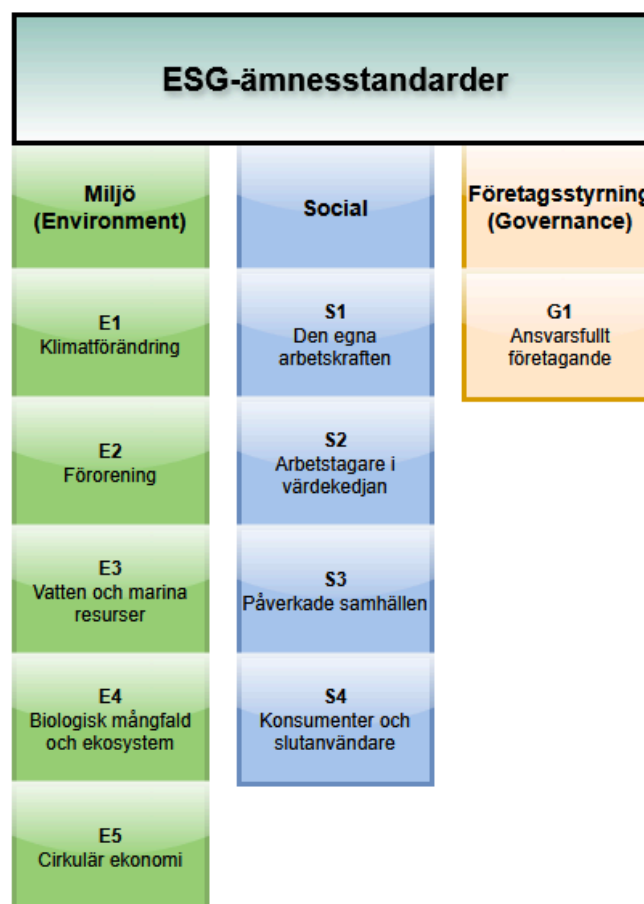 ESG-ämnesstandarder
Miljö
(Environment)
E1
Klimatförändring
E2
Förorening
E3
Vatten och marina
resurser
E4
Biologisk mångfald
och ekosystem
E5
Cirkulär ekonomi
Social
S1
Den egna
arbetskraften
S2
Arbetstagare i
värdekedjan
S3
Påverkade samhällen
S4
Konsumenter och
slutanvändare
Företagsstyrning
(Governance)
G1
Ansvarsfullt
företagande